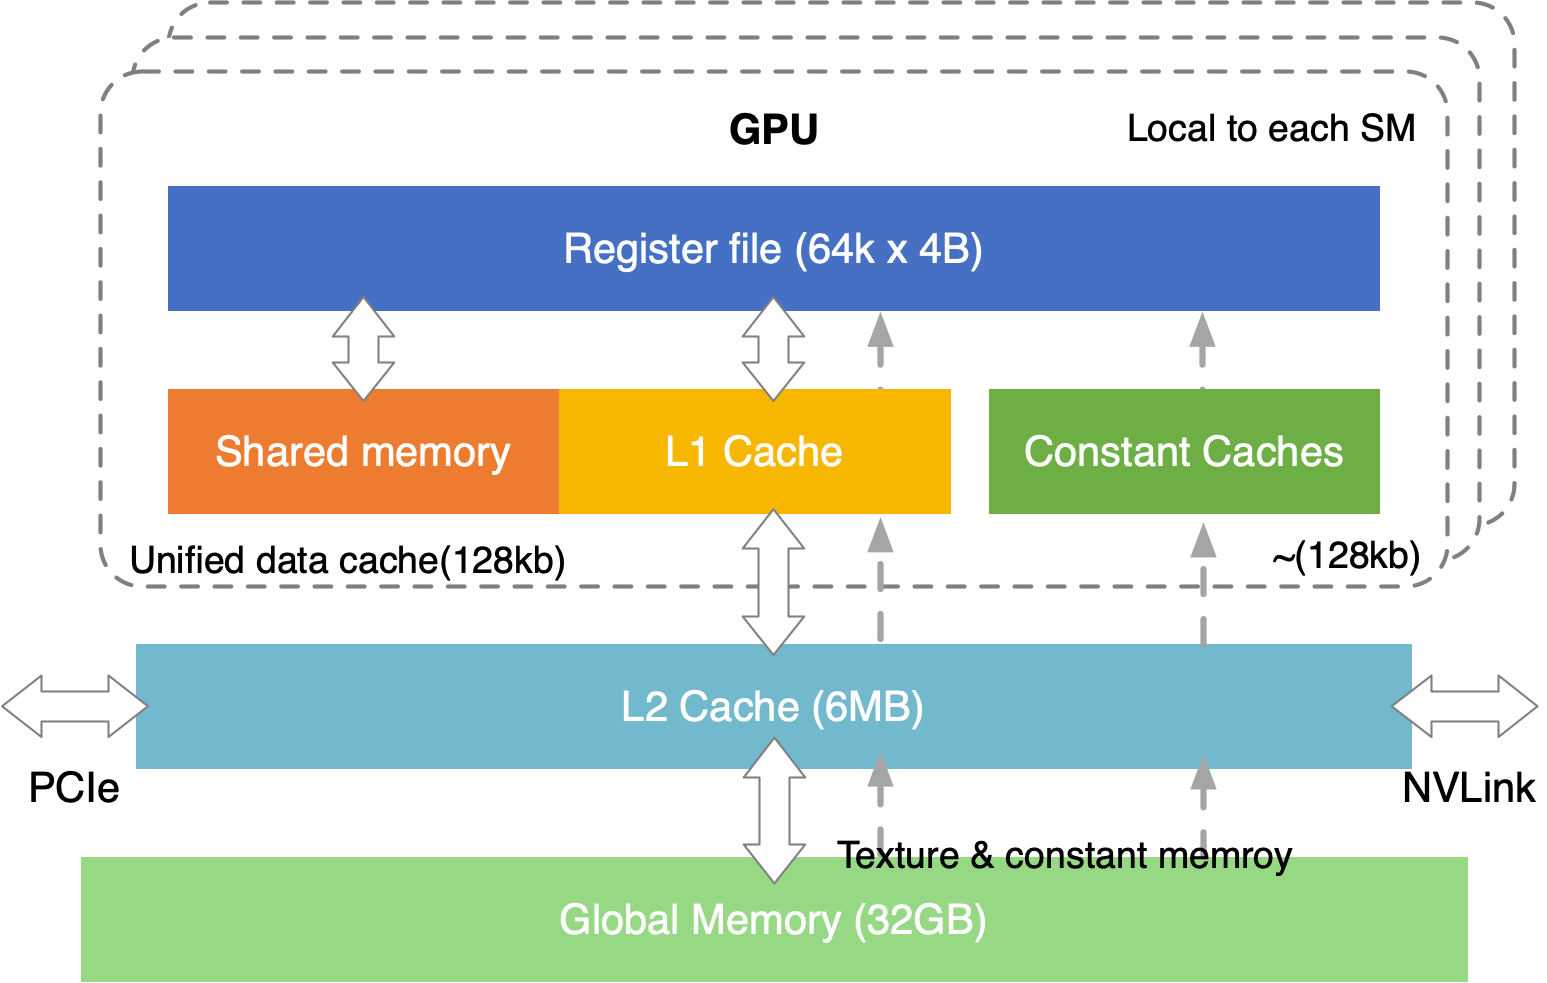 GPU
Local to each SM
Register file (64k x 4B)
Shared memory
L1 Cache
Constant Caches
Unified data cache(128kb)
~(128kb)
L2 Cache (6MB)
PCIe
NVLink
Texture & constant memroy
Global Memory (32GB)